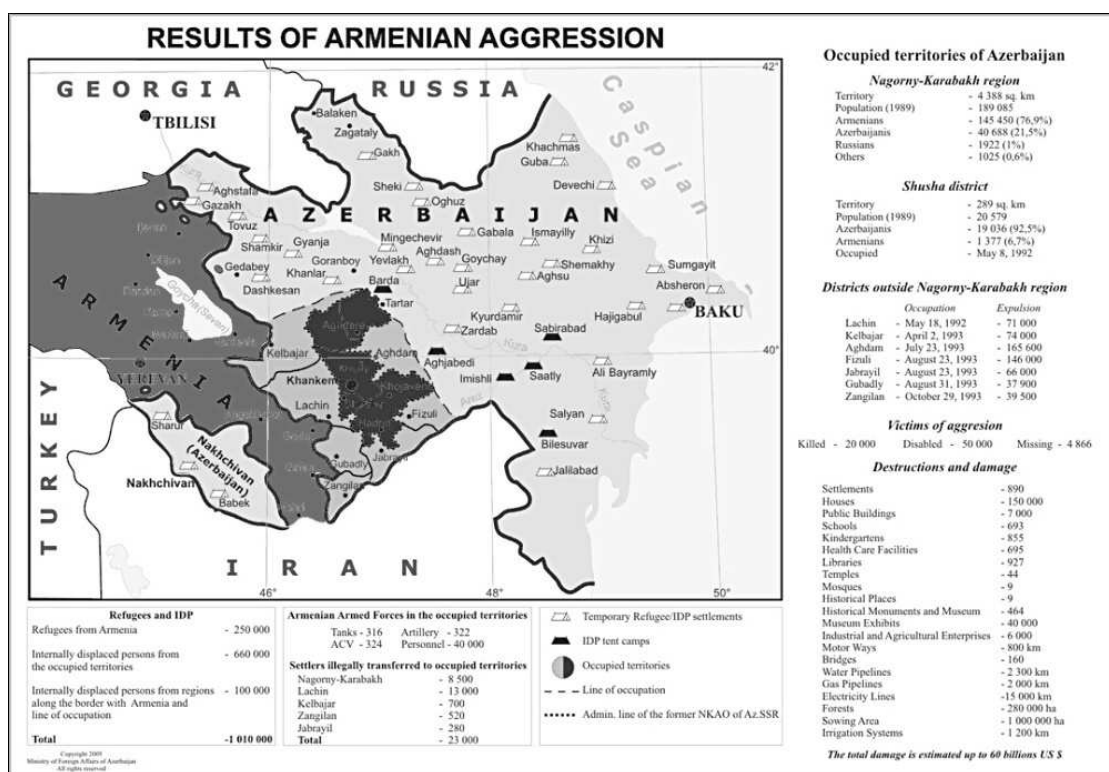 RESULTS OF ARMENIAN AGGRESSION
42°
GEORGIA
RUSSIA
TBILISI
Balaken
Zagataly
Gakh
Caspian
Sea
Khachmas
Guba
Devechi
Sheki
Oghuz
Aghstafa
Gazakh
AZERBAIJAN
Tovuz
Shamkir
Gyanja
Mingechevir
Gabala
Ismayilly
Khizi
Aghdash
Gedabey
Khanlar
Goranboy
Yevlakh
Goychay
Shemakhy
Sumgayit
Dashkesan
Barda
Ujar
Aghsu
Absheron
Goycha(Sevan)
Tartar
Kyurdamir
Hajigabul
BAKU
Zardab
Sabirabad
Kura
ARMENIA
Kelbajar
Aghdam
Aghjabedi
40°
YEREVAN
Imishli
Saatly
Ali Bayramly
Khankendi
Khojavend
Sharur
Lachin
Fizuli
Salyan
Bilesuvar
TURKEY
Nakhchivan
(Azerbaijan)
Nakhchivan
Gubadly
Jabrayil
Jalilabad
Babek
Zangilan
IRAN
46°
48°
50°
Refugees and IDP
Refugees from Armenia - 250 000
Internally displaced persons from
the occupied territories - 660 000
Internally displaced persons from regions - 100 000
along the border with Armenia and
line of occupation
Total -1 010 000
Copyright 2009
Ministry of Foreign Affairs of Azerbaijan
All rights reserved
Armenian Armed Forces in the occupied territories
Tanks - 316 Artillery - 322
ACV - 324 Personnel - 40 000
Settlers illegally transferred to occupied territories
Nagorny-Karabakh - 8 500
Lachin - 13 000
Kelbajar - 700
Zangilan - 520
Jabrayil - 280
Total - 23 000
Temporary Refugee/IDP settlements
IDP tent camps
Occupied territories
Line of occupation
Admin. line of the former NKAO of Az.SSR
Occupied territories of Azerbaijan
Nagorny-Karabakh region
Territory - 4 388 sq. km
Population (1989) - 189 085
Armenians - 145 450 (76,9%)
Azerbaijanis - 40 688 (21,5%)
Russians - 1922 (1%)
Others - 1025 (0,6%)
Shusha district
Territory - 289 sq. km
Population (1989) - 20 579
Azerbaijanis - 19 036 (92,5%)
Armenians - 1 377 (6,7%)
Occupied - May 8, 1992
Districts outside Nagorny-Karabakh region
Occupation Expulsion
Lachin - May 18, 1992 - 71 000
Kelbajar - April 2, 1993 - 74 000
Aghdam - July 23, 1993 - 165 600
Fizuli - August 23, 1993 - 146 000
Jabrayil - August 23, 1993 - 66 000
Gubadly - August 31, 1993 - 37 900
Zangilan - October 29, 1993 - 39 500
Victims of aggresion
Killed - 20 000 Disabled - 50 000 Missing - 4 866
Destructions and damage
Settlements - 890
Houses - 150 000
Public Buildings - 7 000
Schools - 693
Kindergartens - 855
Health Care Facilities - 695
Libraries - 927
Temples - 44
Mosques - 9
Historical Places - 9
Historical Monuments and Museum - 464
Museum Exhibits - 40 000
Industrial and Agricultural Enterprises - 6 000
Motor Ways - 800 km
Bridges - 160
Water Pipelines - 2 300 km
Gas Pipelines - 2 000 km
Electricity Lines -15 000 km
Forests - 280 000 ha
Sowing Area - 1 000 000 ha
Irrigation Systems - 1 200 km
The total damage is estimated up to 60 billions US $